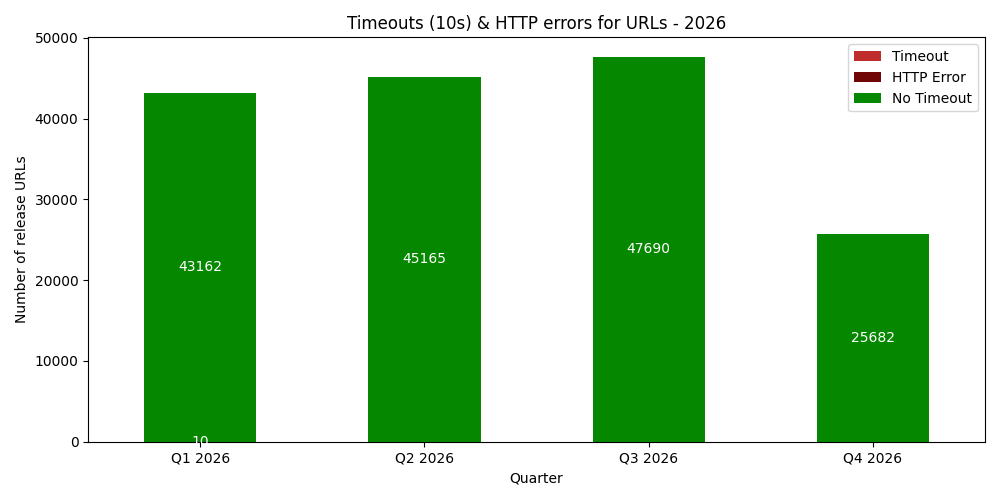 Timeouts (10s) & HTTP errors for URLs - 2026
Timeout
HTTP Error
No Timeout
Number of release URLs
50000
40000
30000
20000
10000
0
43162
10
45165
47690
25682
Q1 2026
Q2 2026
Q3 2026
Q4 2026
Quarter